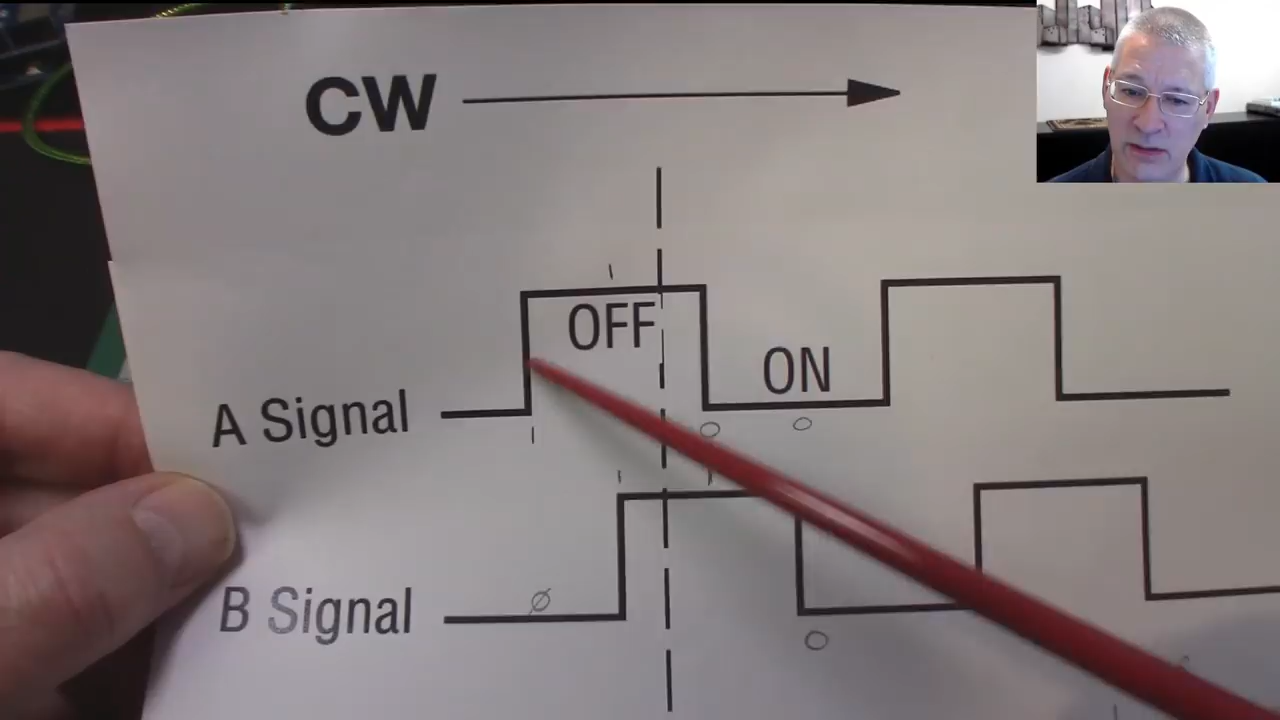 CW
|
OFF
ON
A Signal
| O O
| |
Ø
B Signal
O